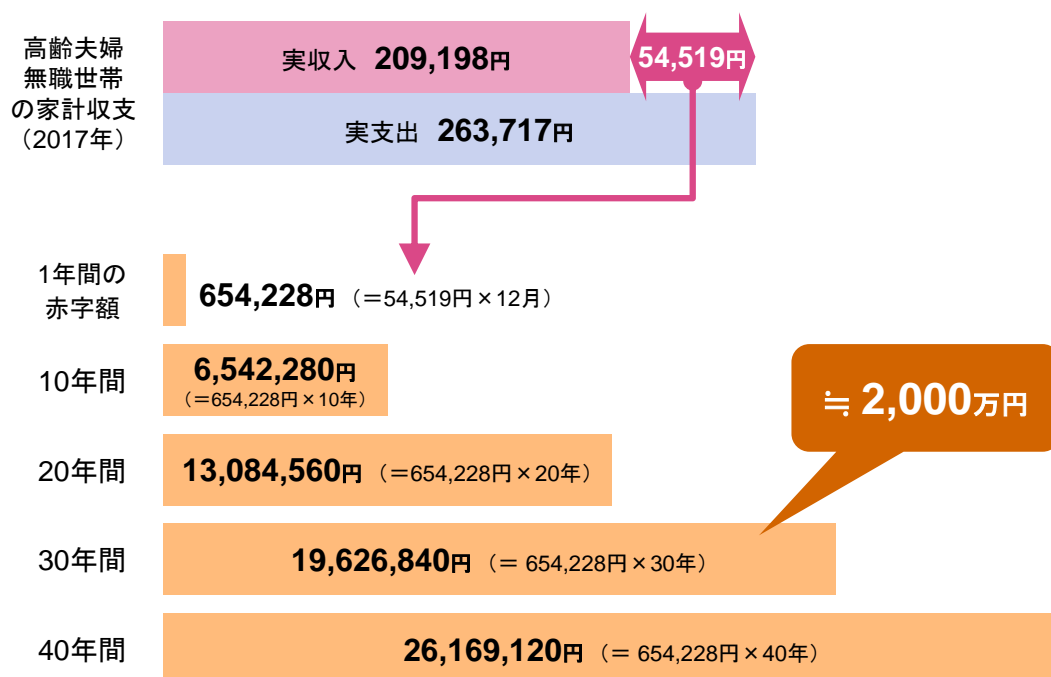 高齢夫婦
無職世帯
の家計収支
（2017年）
実収入 209,198円
54,519円
実支出 263,717円
1年間の
赤字額
654,228円（＝54,519円×12月）
10年間
6,542,280円
（＝654,228円×10年）
≒ 2,000万円
20年間
13,084,560円（＝654,228円×20年）
30年間
19,626,840円（＝ 654,228円×30年）
40年間
26,169,120円（＝ 654,228円×40年）